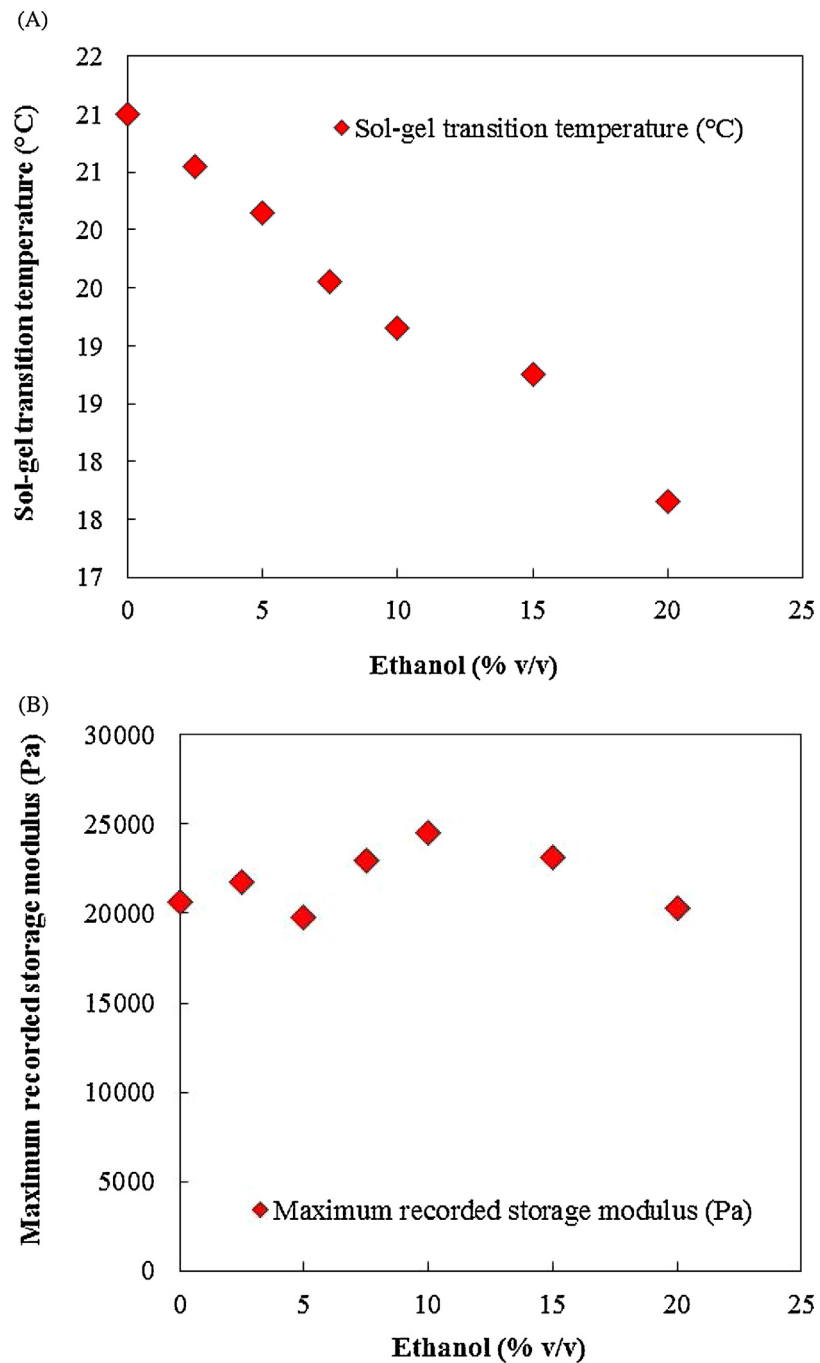 (A)
22
21
21
20
20
19
19
18
18
17
0 5 10 15 20 25
Sol-gel transition temperature (°C)
Sol-gel transition temperature (°C)
Ethanol (% v/v)
(B)
30000
25000
20000
15000
10000
5000
0
0 5 10 15 20 25
Maximum recorded storage modulus (Pa)
Maximum recorded storage modulus (Pa)
Ethanol (% v/v)